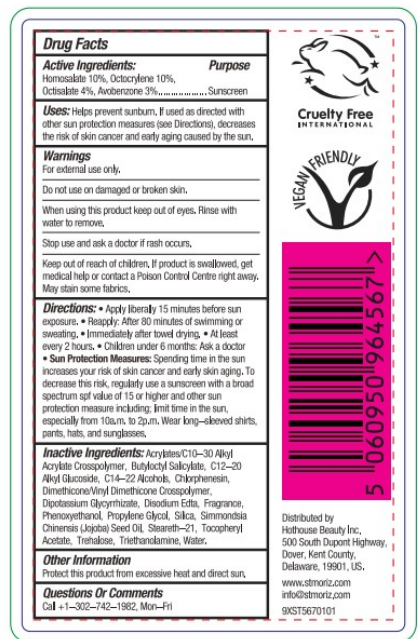 Drug Facts
Active Ingredients: Purpose
Homosalate 10%, Octocrylene 10%,
Octisalate 4%, Avobenzone 3%..................Sunscreen
Uses: Helps prevent sunburn. If used as directed with
other sun protection measures (see Directions), decreases
the risk of skin cancer and early aging caused by the sun.
Warnings
For external use only.
Do not use on damaged or broken skin.
When using this product keep out of eyes. Rinse with
water to remove.
Stop use and ask a doctor if rash occurs.
Keep out of reach of children. If product is swallowed, get
medical help or contact a Poison Control Centre right away.
May stain some fabrics.
Directions: • Apply liberally 15 minutes before sun
exposure. • Reapply: After 80 minutes of swimming or
sweating. • Immediately after towel drying. • At least
every 2 hours. • Children under 6 months: Ask a doctor
• Sun Protection Measures: Spending time in the sun
increases your risk of skin cancer and early skin aging. To
decrease this risk, regularly use a sunscreen with a broad
spectrum spf value of 15 or higher and other sun
protection measure including; limit time in the sun,
especially from 10a.m. to 2p.m. Wear long-sleeved shirts,
pants, hats, and sunglasses.
Inactive Ingredients: Acrylates/C10-30 Alkyl
Acrylate Crosspolymer, Butyloctyl Salicylate, C12-20
Alkyl Glucoside, C14-22 Alcohols, Chlorphenesin,
Dimethicone/Vinyl Dimethicone Crosspolymer,
Dipotassium Glycyrrhizate, Disodium Edta, Fragrance,
Phenoxyethanol, Propylene Glycol, Silica, Simmondsia
Chinensis (Jojoba) Seed Oil, Steareth-21, Tocopheryl
Acetate, Trehalose, Triethanolamine, Water.
Other Information
Protect this product from excessive heat and direct sun.
Questions Or Comments
Call +1-302-742-1982, Mon-Fri
TM
Cruelty Free
INTERNATIONAL
VEGAN FRIENDLY
5 060950 964567 >
Distributed by
Hothouse Beauty Inc,
500 South Dupont Highway,
Dover, Kent County,
Delaware, 19901, US.
www.stmoriz.com
info@stmoriz.com
9XST5670101